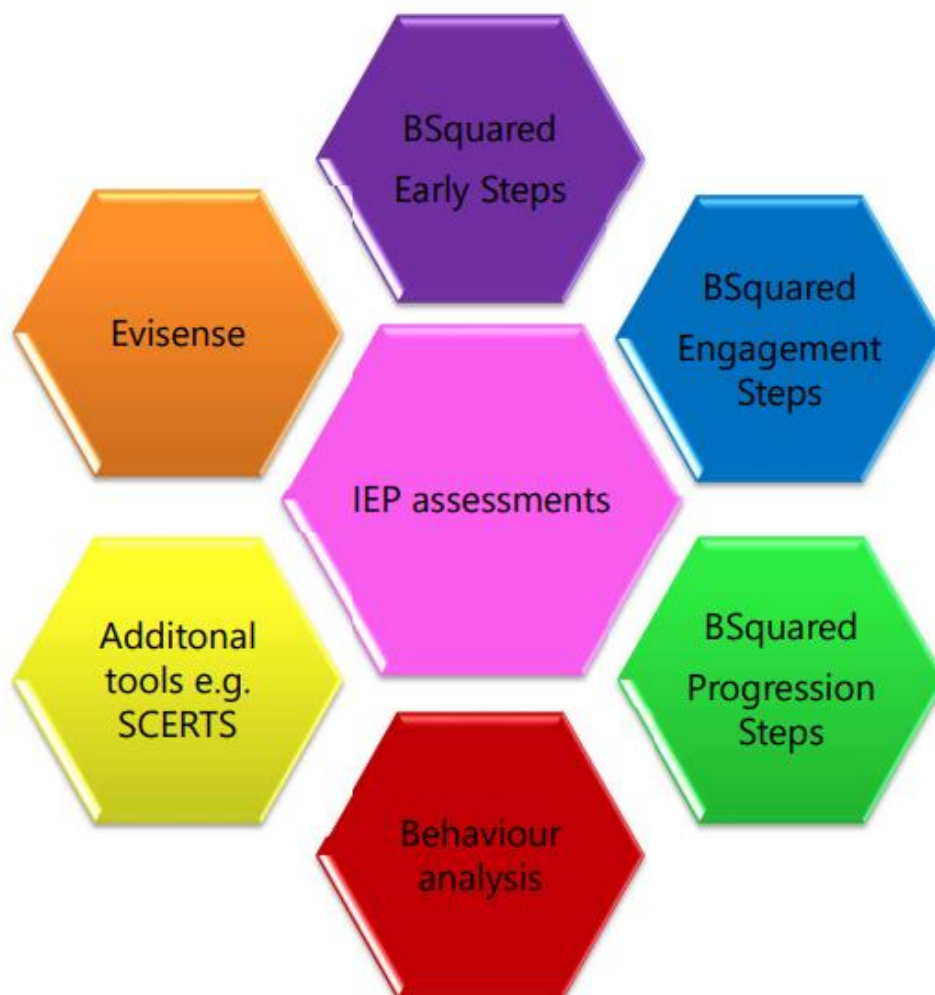 BSquared
Early Steps
Evisense
BSquared
Engagement
Steps
IEP assessments
Additonal
tools e.g.
SCERTS
BSquared
Progression
Steps
Behaviour
analysis